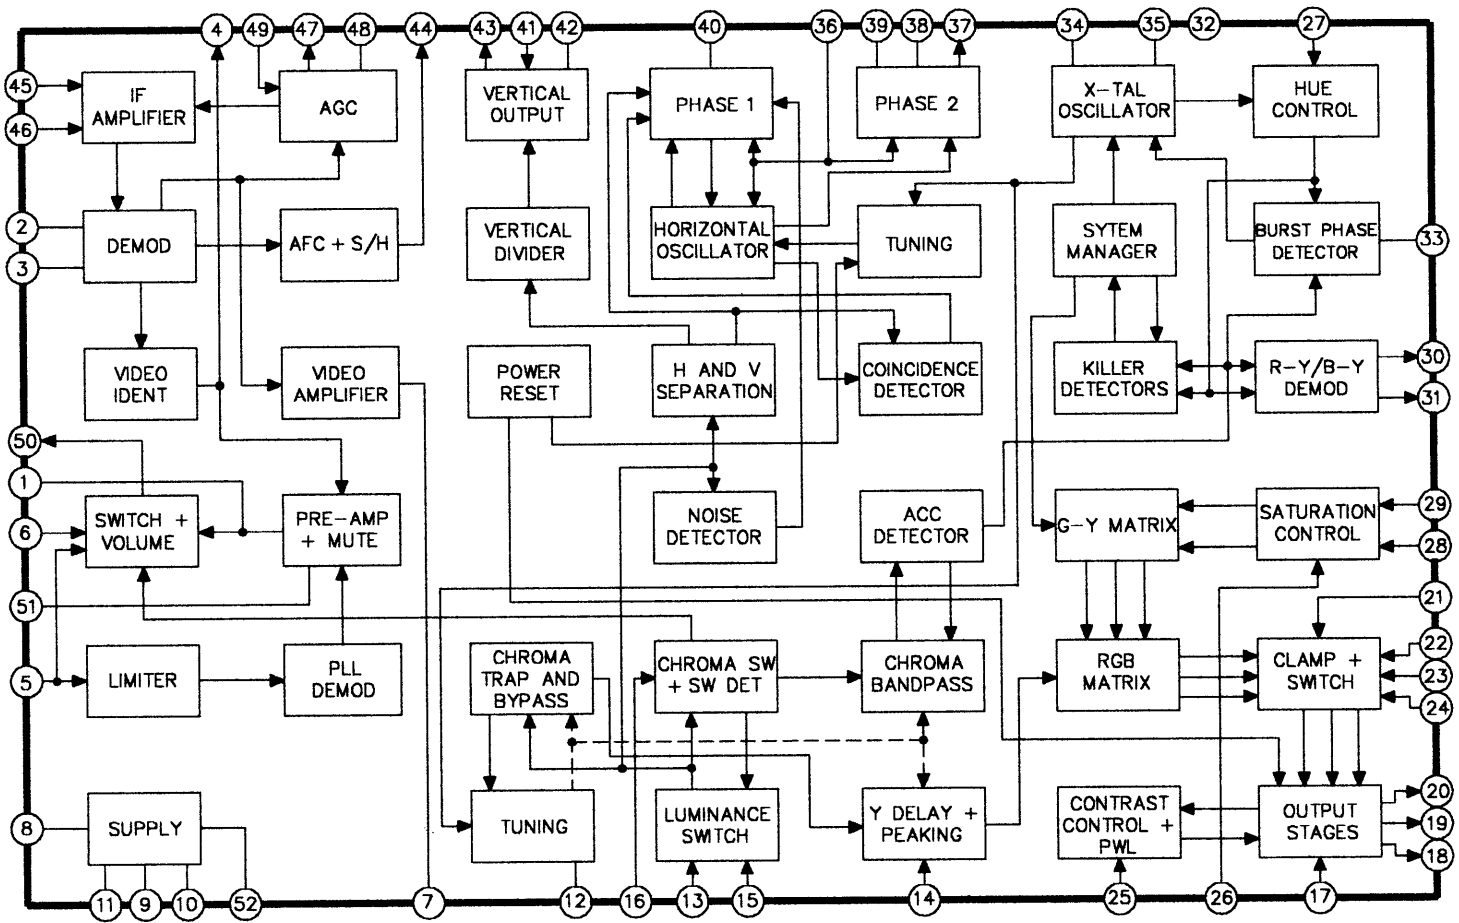 4 49 47 48 44 43 41 42 40 36 39 38 37 34 35 32 27
45
46
IF
AMPLIFIER
AGC
VERTICAL
OUTPUT
PHASE 1
PHASE 2
X-TAL
OSCILLATOR
HUE
CONTROL
2
3
DEMOD
AFC + S/H
VERTICAL
DIVIDER
HORIZONTAL
OSCILLATOR
TUNING
SYTEM
MANAGER
BURST PHASE
DETECTOR
33
VIDEO
IDENT
VIDEO
AMPLIFIER
POWER
RESET
H AND V
SEPARATION
COINCIDENCE
DETECTOR
KILLER
DETECTORS
R-Y/B-Y
DEMOD
30
31
50
1
6
51
5
SWITCH +
VOLUME
PRE-AMP
+ MUTE
NOISE
DETECTOR
ACC
DETECTOR
G-Y MATRIX
SATURATION
CONTROL
29
28
21
22
23
24
LIMITER
PLL
DEMOD
CHROMA
TRAP AND
BYPASS
CHROMA SW
+ SW DET
CHROMA
BANDPASS
RGB
MATRIX
CLAMP +
SWITCH
8
SUPPLY
TUNING
LUMINANCE
SWITCH
Y DELAY +
PEAKING
CONTRAST
CONTROL +
PWL
OUTPUT
STAGES
20
19
18
11 9 10 52 7 12 16 13 15 14 25 26 17